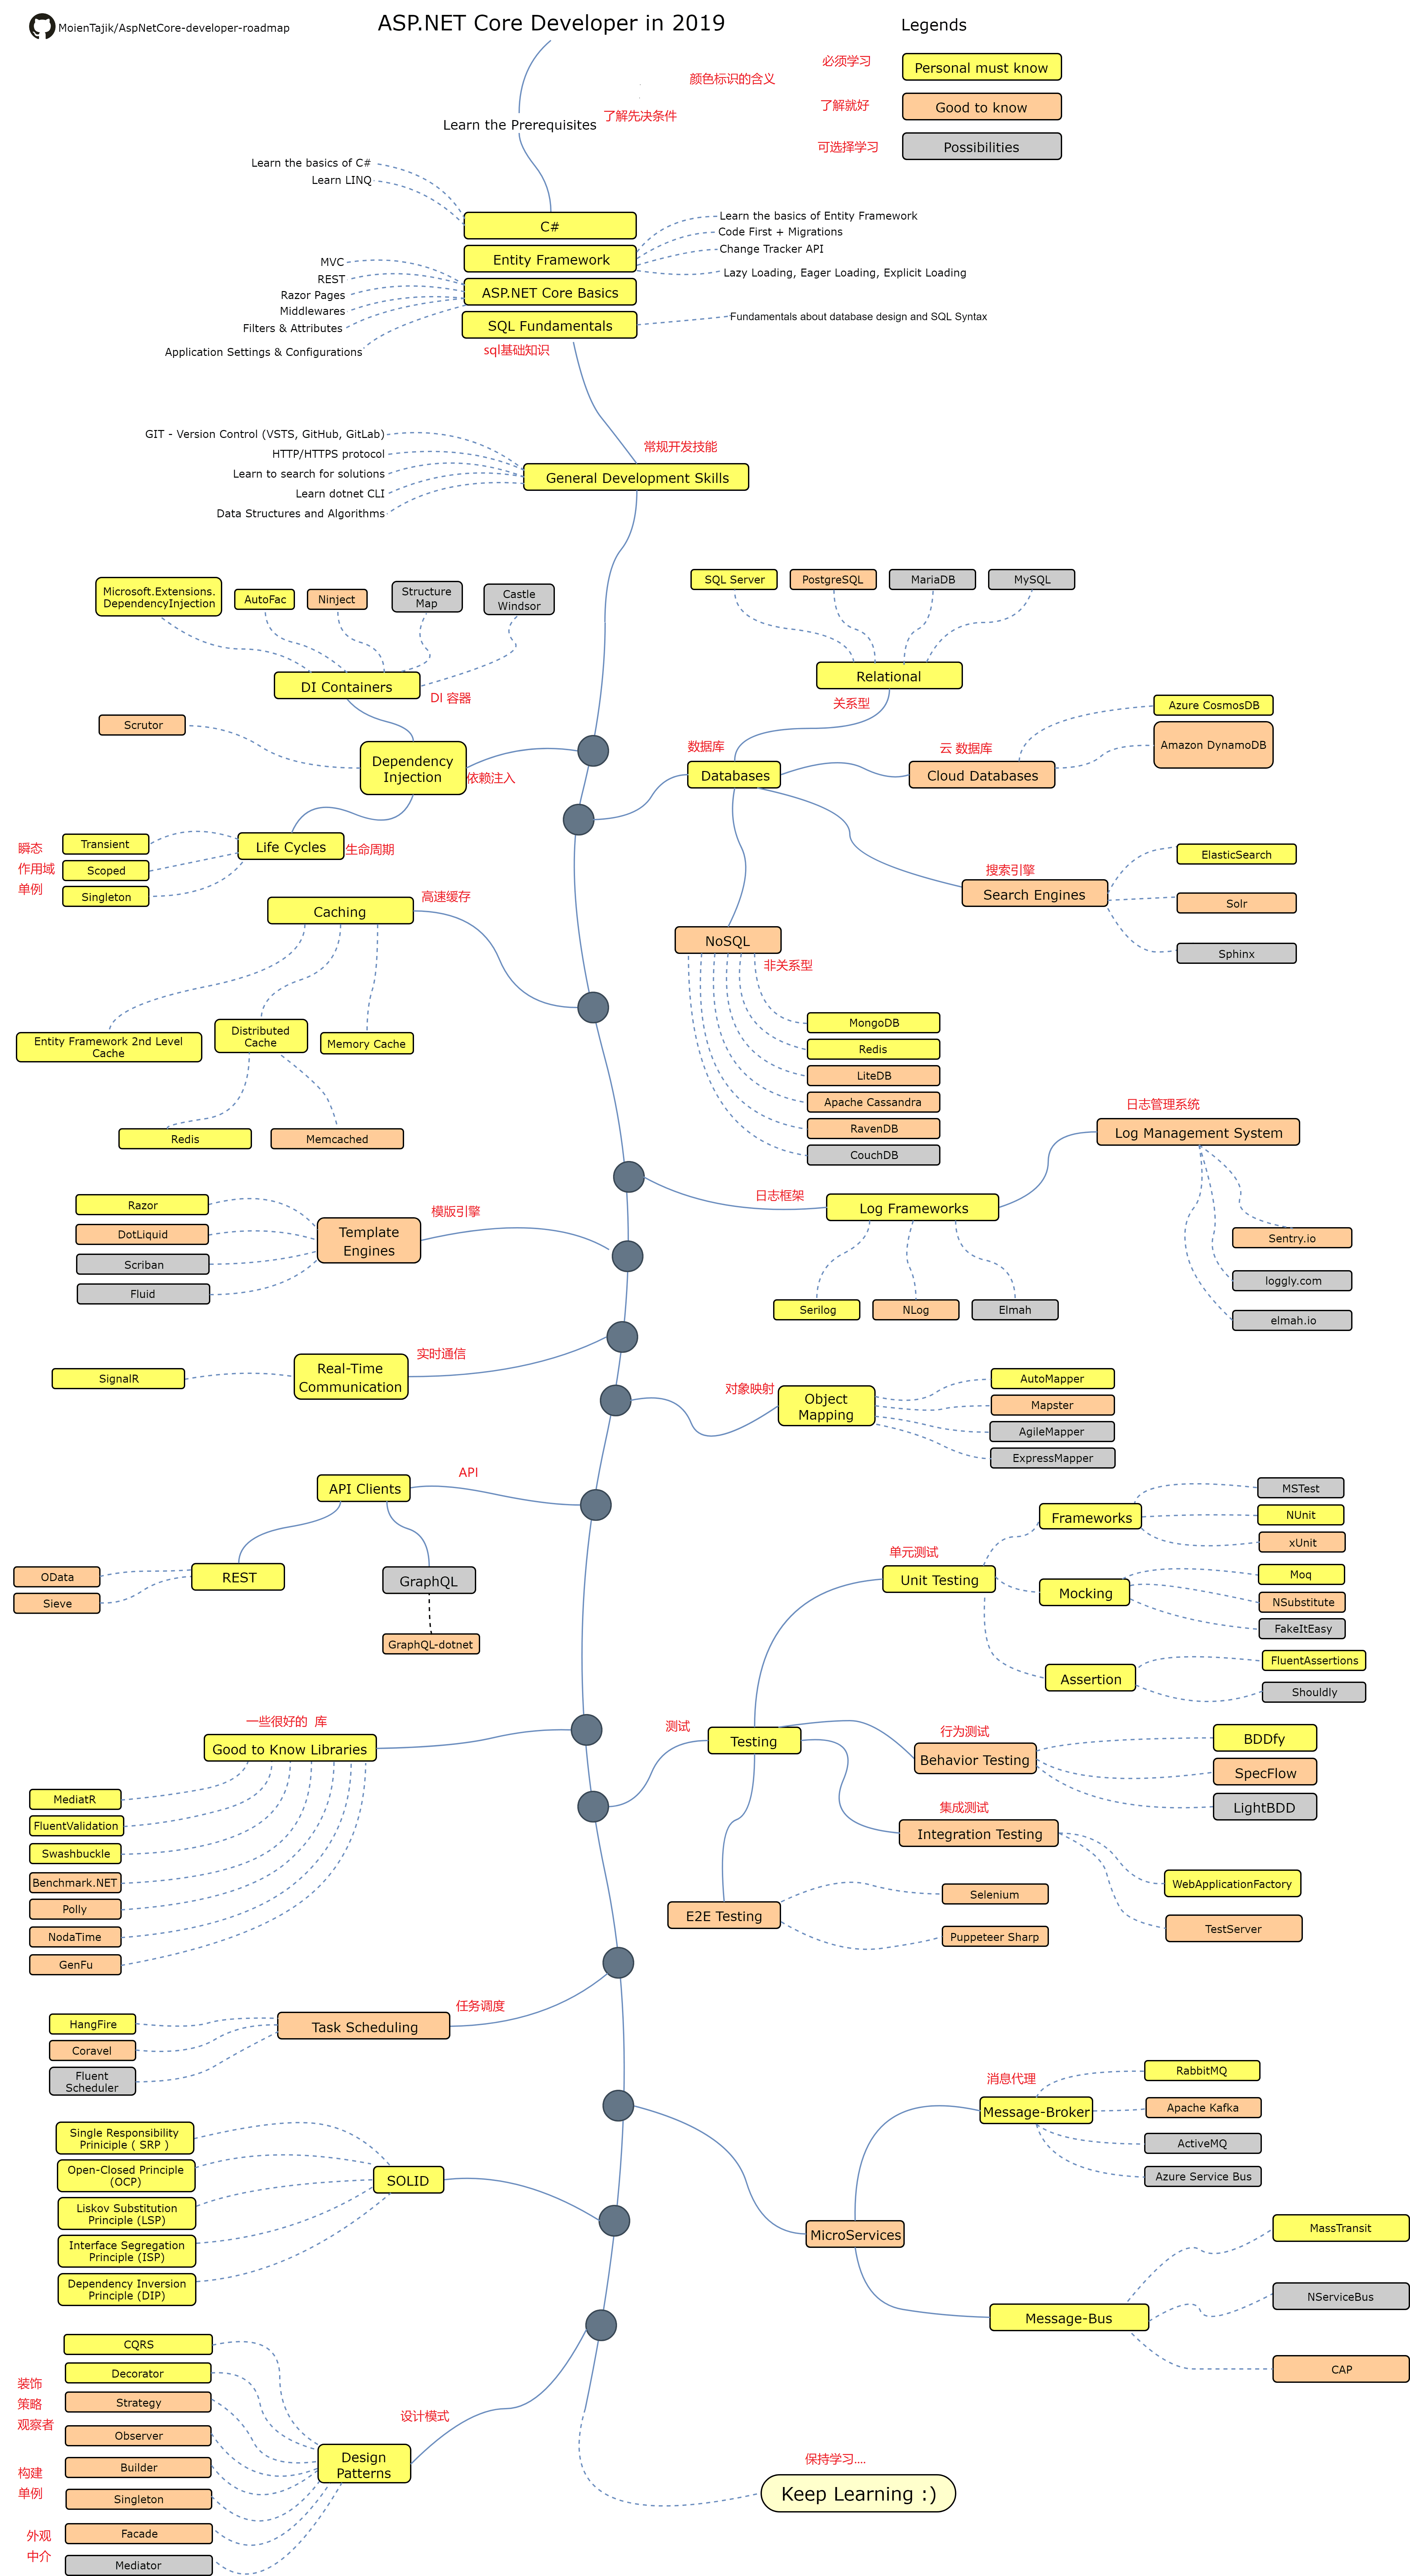 MoienTajik/AspNetCore-developer-roadmap
ASP.NET Core Developer in 2019
Legends
必须学习
Personal must know
颜色标识的含义
了解就好
Good to know
了解先决条件
Learn the Prerequisites
可选择学习
Possibilities
Learn the basics of C#
Learn LINQ
C#
Learn the basics of Entity Framework
Code First + Migrations
Change Tracker API
Lazy Loading, Eager Loading, Explicit Loading
Entity Framework
MVC
REST
Razor Pages
Middlewares
Filters & Attributes
Application Settings & Configurations
ASP.NET Core Basics
SQL Fundamentals
Fundamentals about database design and SQL Syntax
sql基础知识
常规开发技能
GIT - Version Control (VSTS, GitHub, GitLab)
HTTP/HTTPS protocol
Learn to search for solutions
Learn dotnet CLI
Data Structures and Algorithms
General Development Skills
Microsoft.Extensions.
DependencyInjection
AutoFac
Ninject
Structure
Map
Castle
Windsor
DI Containers
DI 容器
Scrutor
Dependency
Injection
依赖注入
Life Cycles
生命周期
瞬态
作用域
单例
Transient
Scoped
Singleton
SQL Server
PostgreSQL
MariaDB
MySQL
Relational
关系型
数据库
Databases
云 数据库
Cloud Databases
Azure CosmosDB
Amazon DynamoDB
搜索引擎
Search Engines
ElasticSearch
Solr
Sphinx
NoSQL
非关系型
MongoDB
Redis
LiteDB
Apache Cassandra
RavenDB
CouchDB
高速缓存
Caching
Entity Framework 2nd Level
Cache
Distributed
Cache
Memory Cache
Redis
Memcached
日志管理系统
Log Management System
日志框架
Log Frameworks
Sentry.io
loggly.com
elmah.io
Serilog
NLog
Elmah
模版引擎
Template
Engines
Razor
DotLiquid
Scriban
Fluid
实时通信
Real-Time
Communication
SignalR
对象映射
Object
Mapping
AutoMapper
Mapster
AgileMapper
ExpressMapper
API
API Clients
REST
OData
Sieve
GraphQL
GraphQL-dotnet
单元测试
Unit Testing
Frameworks
MSTest
NUnit
xUnit
Mocking
Moq
NSubstitute
FakeItEasy
Assertion
FluentAssertions
Shouldly
测试
Testing
行为测试
Behavior Testing
BDDfy
SpecFlow
LightBDD
集成测试
Integration Testing
WebApplicationFactory
TestServer
E2E Testing
Selenium
Puppeteer Sharp
一些很好的 库
Good to Know Libraries
MediatR
FluentValidation
Swashbuckle
Benchmark.NET
Polly
NodaTime
GenFu
任务调度
Task Scheduling
HangFire
Coravel
Fluent
Scheduler
消息代理
Message-Broker
RabbitMQ
Apache Kafka
ActiveMQ
Azure Service Bus
MicroServices
Message-Bus
MassTransit
NServiceBus
CAP
SOLID
Single Responsibility
Priniciple ( SRP )
Open-Closed Principle
(OCP)
Liskov Substitution
Principle (LSP)
Interface Segregation
Principle (ISP)
Dependency Inversion
Principle (DIP)
设计模式
Design
Patterns
CQRS
装饰
Decorator
策略
Strategy
观察者
Observer
构建
Builder
单例
Singleton
外观
Facade
中介
Mediator
保持学习....
Keep Learning :)